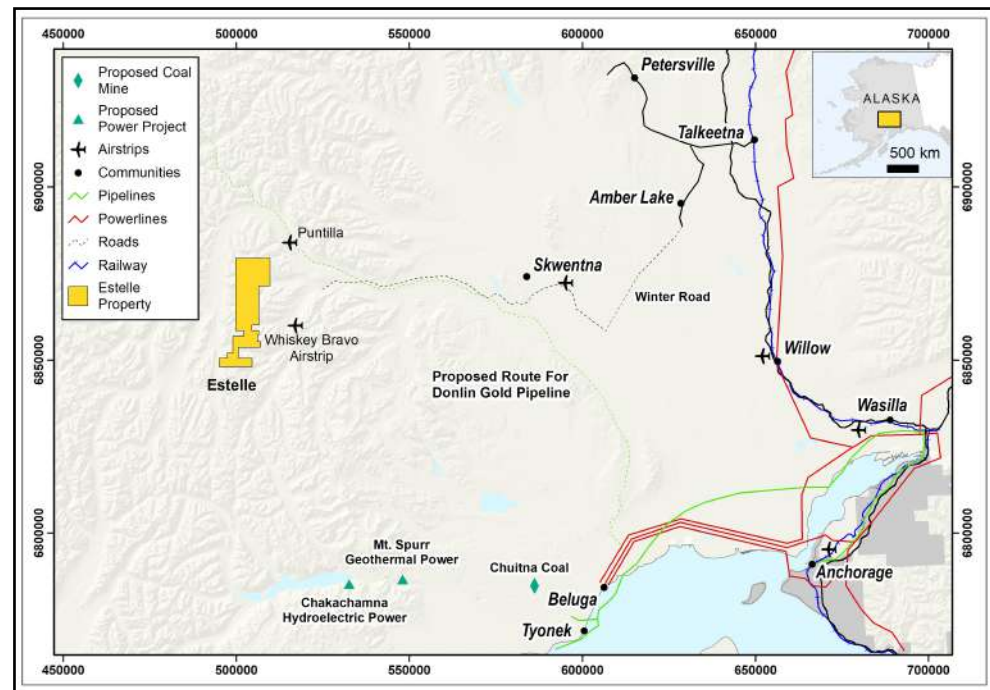 450000
500000
550000
600000
650000
700000
Proposed Coal
Mine
Proposed
Power Project
Airstrips
Communities
Pipelines
Powerlines
Roads
Railway
Estelle
Property
Petersville
Talkeetna
ALASKA
500 km
6900000
6900000
Amber Lake
Puntilla
Skwentna
Winter Road
Whiskey Bravo
Airstrip
Estelle
Proposed Route For
Donlin Gold Pipeline
Willow
6850000
6850000
Wasilla
6800000
6800000
Mt. Spurr
Geothermal Power
Chuitna Coal
Anchorage
Chakachamna
Hydroelectric Power
Beluga
Tyonek
450000
500000
550000
600000
650000
700000